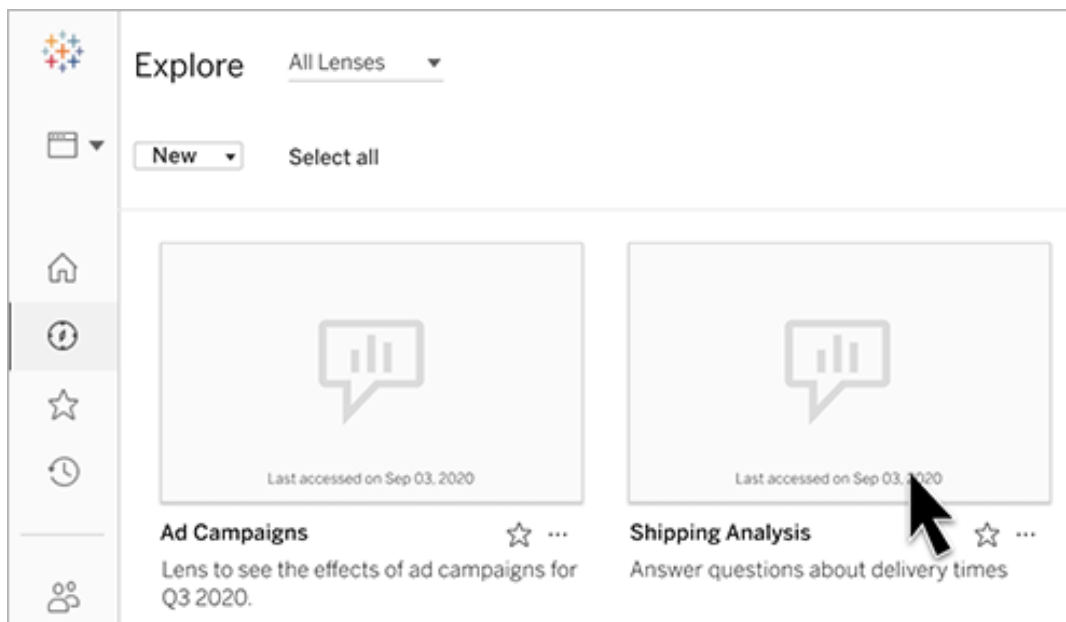 Explore
All Lenses
New
Select all
Last accessed on Sep 03, 2020
Last accessed on Sep 03, 2020
Ad Campaigns
Shipping Analysis
Lens to see the effects of ad campaigns for
Q3 2020.
Answer questions about delivery times